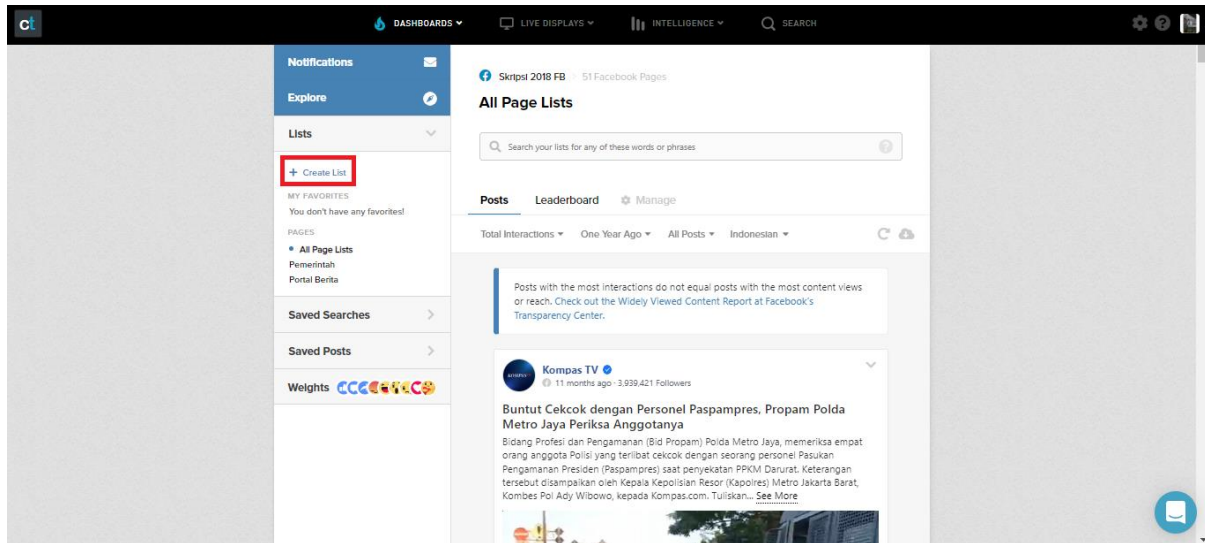 ct
DASHBOARDS
LIVE DISPLAYS
INTELLIGENCE
SEARCH
Notifications
Explore
Lists
+ Create List
MY FAVORITES
You don't have any favorites!
PAGES
All Page Lists
Pemerintah
Portal Berita
Saved Searches
Saved Posts
Weights
Skripsi 2018 FB 51 Facebook Pages
All Page Lists
Search your lists for any of these words or phrases
Posts Leaderboard Manage
Total Interactions One Year Ago All Posts Indonesian
Posts with the most interactions do not equal posts with the most content views
or reach. Check out the Widely Viewed Content Report at Facebook's
Transparency Center.
Kompas TV
11 months ago · 3,939,421 Followers
Buntut Cekcok dengan Personel Paspampres, Propam Polda
Metro Jaya Periksa Anggotanya
Bidang Profesi dan Pengamanan (Bid Propam) Polda Metro Jaya, memeriksa empat
orang anggota Polisi yang terlibat cekcok dengan seorang personel Pasukan
Pengamanan Presiden (Paspampres) saat penyekatan PPKM Darurat. Keterangan
tersebut disampaikan oleh Kepala Kepolisian Resor (Kapolres) Metro Jakarta Barat,
Kombes Pol Ady Wibowo, kepada Kompas.com. Tuliskan... See More